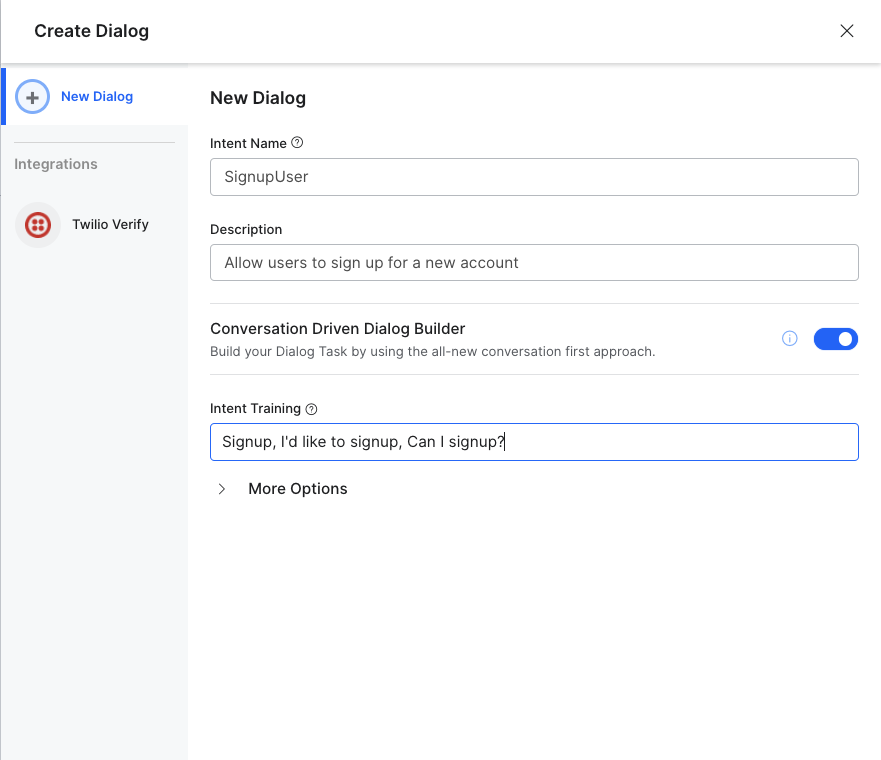 Create Dialog
New Dialog
Integrations
Twilio Verify
New Dialog
Intent Name
SignupUser
Description
Allow users to sign up for a new account
Conversation Driven Dialog Builder
Build your Dialog Task by using the all-new conversation first approach.
Intent Training
Signup, I'd like to signup, Can I signup?
More Options